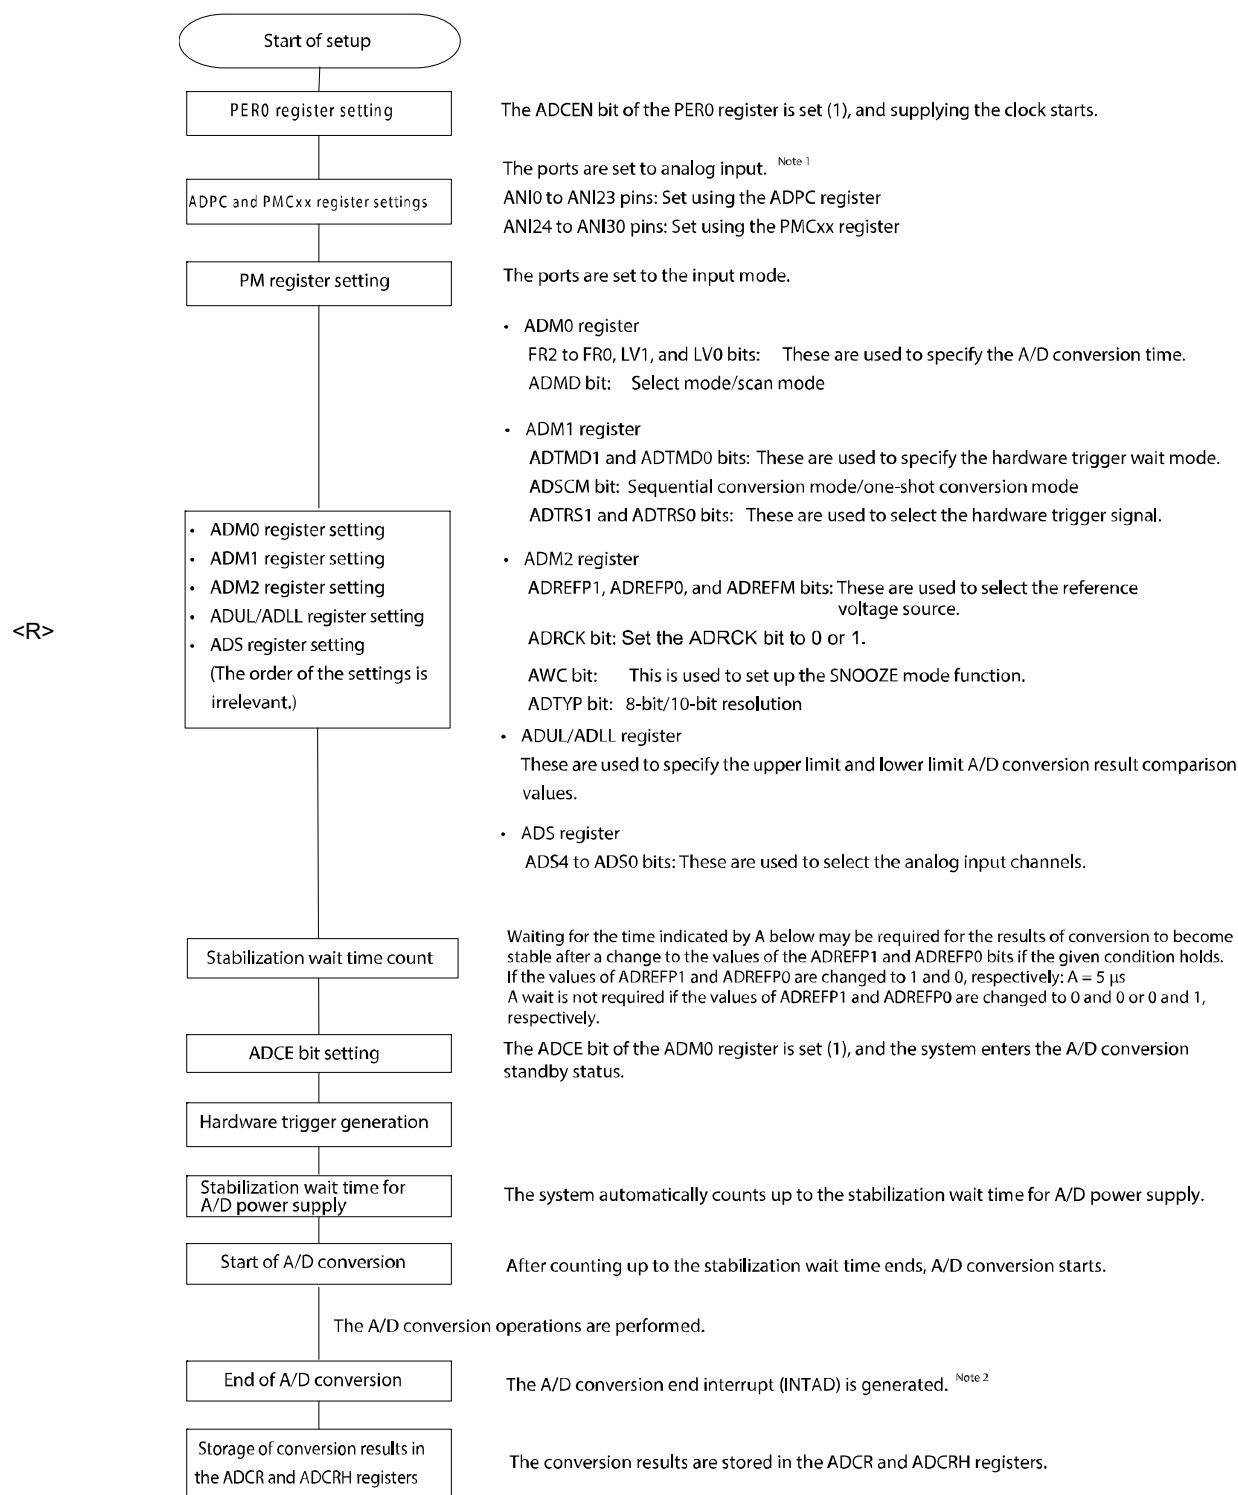 Start of setup
PER0 register setting
The ADCEN bit of the PER0 register is set (1), and supplying the clock starts.
ADPC and PMCxx register settings
The ports are set to analog input. Note 1
ANI0 to ANI23 pins: Set using the ADPC register
ANI24 to ANI30 pins: Set using the PMCxx register
PM register setting
The ports are set to the input mode.
<R>
• ADM0 register setting
• ADM1 register setting
• ADM2 register setting
• ADUL/ADLL register setting
• ADS register setting
(The order of the settings is
irrelevant.)
• ADM0 register
FR2 to FR0, LV1, and LV0 bits: These are used to specify the A/D conversion time.
ADMD bit: Select mode/scan mode
• ADM1 register
ADTMD1 and ADTMD0 bits: These are used to specify the hardware trigger wait mode.
ADSCM bit: Sequential conversion mode/one-shot conversion mode
ADTRS1 and ADTRS0 bits: These are used to select the hardware trigger signal.
• ADM2 register
ADREFP1, ADREFP0, and ADREFM bits: These are used to select the reference
voltage source.
ADRCK bit: Set the ADRCK bit to 0 or 1.
AWC bit: This is used to set up the SNOOZE mode function.
ADTYP bit: 8-bit/10-bit resolution
• ADUL/ADLL register
These are used to specify the upper limit and lower limit A/D conversion result comparison
values.
• ADS register
ADS4 to ADS0 bits: These are used to select the analog input channels.
Stabilization wait time count
Waiting for the time indicated by A below may be required for the results of conversion to become
stable after a change to the values of the ADREFP1 and ADREFP0 bits if the given condition holds.
If the values of ADREFP1 and ADREFP0 are changed to 1 and 0, respectively: A = 5 µs
A wait is not required if the values of ADREFP1 and ADREFP0 are changed to 0 and 0 or 0 and 1,
respectively.
ADCE bit setting
The ADCE bit of the ADM0 register is set (1), and the system enters the A/D conversion
standby status.
Hardware trigger generation
Stabilization wait time for
A/D power supply
The system automatically counts up to the stabilization wait time for A/D power supply.
Start of A/D conversion
After counting up to the stabilization wait time ends, A/D conversion starts.
The A/D conversion operations are performed.
End of A/D conversion
The A/D conversion end interrupt (INTAD) is generated. Note 2
Storage of conversion results in
the ADCR and ADCRH registers
The conversion results are stored in the ADCR and ADCRH registers.